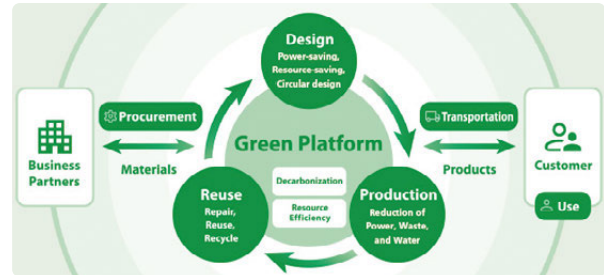 Design
Power-saving,
Resource-saving,
Circular design
Procurement
Transportation
Business
Partners
Materials
Green Platform
Products
Customer
Decarbonization
Resource
Efficiency
Reuse
Repair,
Reuse,
Recycle
Production
Reduction of
Power, Waste,
and Water
Use